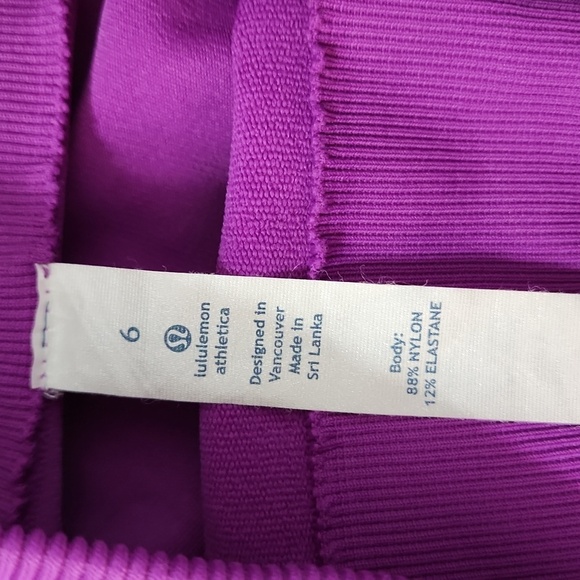 6
lululemon
athletica
Designed in
Vancouver
Made in
Sri Lanka
Body:
88% NYLON
12% ELASTANE